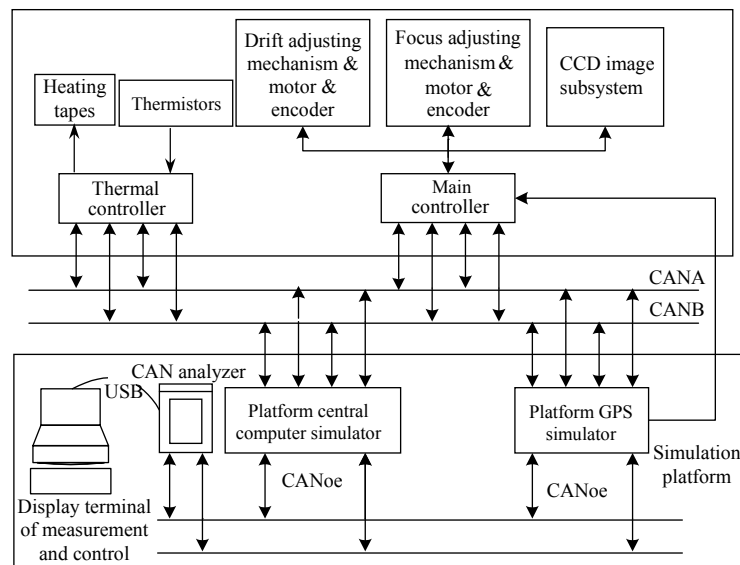 Drift adjusting
mechanism &
motor &
encoder
Focus adjusting
mechanism &
motor &
encoder
CCD image
subsystem
Heating
tapes
Thermistors
Thermal
controller
Main
controller
CANA
CANB
CAN analyzer
USB
Platform central
computer simulator
Platform GPS
simulator
Simulation
platform
CANoe
CANoe
Display terminal
of measurement
and control